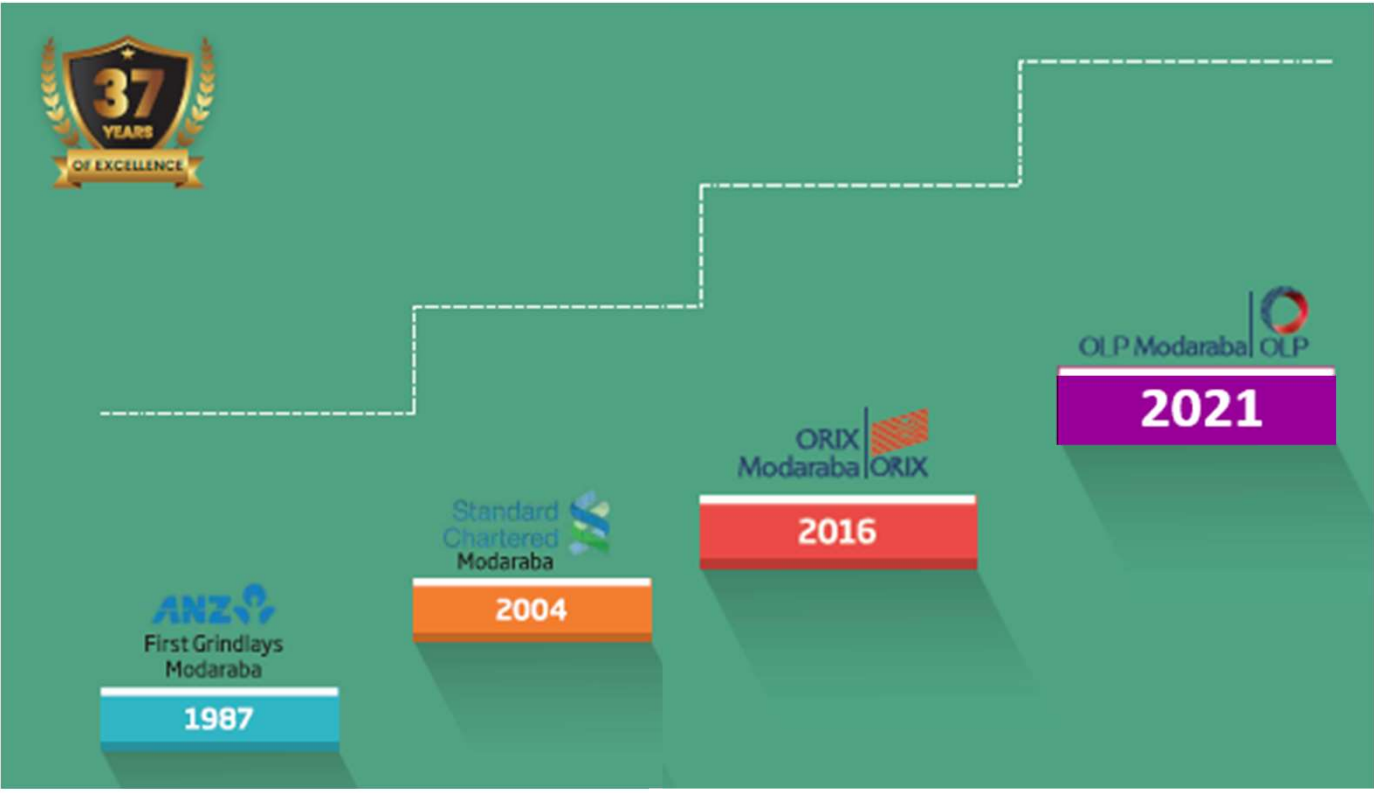 37
YEARS
OF EXCELLENCE
ANZ
First Grindlays
Modaraba
1987
Standard
Chartered
Modaraba
2004
ORIX
Modaraba
ORIX
2016
OLP Modaraba
OLP
2021